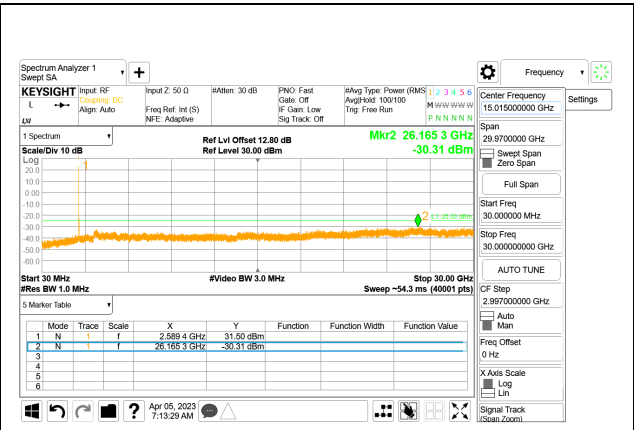 Spectrum Analyzer 1
Swept SA
Frequency
KEYSIGHT
Input: RF
Coupling: DC
Align: Auto
Input Z: 50 Ω
Freq Ref: Int (S)
NFE: Adaptive
#Atten: 30 dB
PNO: Fast
Gate: Off
IF Gain: Low
Sig Track: Off
#Avg Type: Power (RMS
Avg|Hold: 100/100
Trig: Free Run
1 2 3 4 5 6
M W W W W W
P N N N N N
L
1 Spectrum
Scale/Div 10 dB
Ref Lvl Offset 12.80 dB
Ref Level 30.00 dBm
Mkr2 26.165 3 GHz
-30.31 dBm
Log
20.0
10.0
0.00
-10.0
-20.0
-30.0
-40.0
-50.0
-60.0
1
2
Start 30 MHz
#Res BW 1.0 MHz
#Video BW 3.0 MHz
Stop 30.00 GHz
Sweep ~54.3 ms (40001 pts)
5 Marker Table
Mode Trace Scale X Y Function Function Width Function Value
1 N 1 f 2.589 4 GHz 31.50 dBm
2 N 1 f 26.165 3 GHz -30.31 dBm
3
4
5
6
Apr 05, 2023
7:13:29 AM
Center Frequency
15.015000000 GHz
Settings
Span
29.9700000 GHz
Swept Span
Zero Span
Full Span
Start Freq
30.000000 MHz
Stop Freq
30.000000000 GHz
AUTO TUNE
CF Step
2.997000000 GHz
Auto
Man
Freq Offset
0 Hz
X Axis Scale
Log
Lin
Signal Track
(Span Zoom)